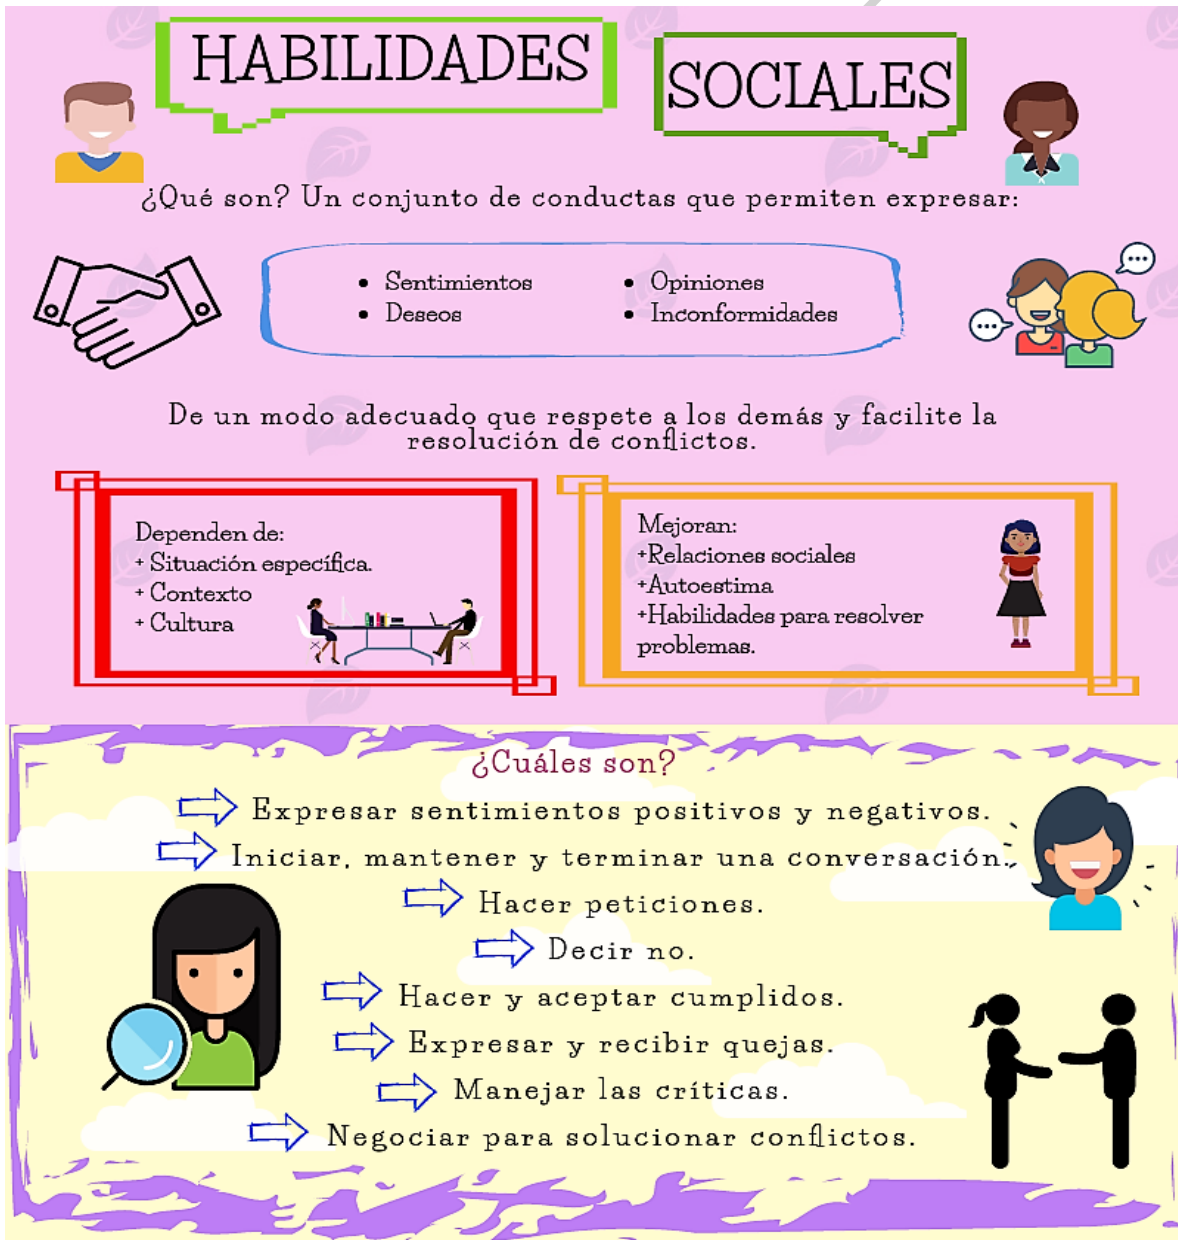 HABILIDADES
SOCIALES
¿Qué son? Un conjunto de conductas que permiten expresar:
• Sentimientos
• Deseos
• Opiniones
• Inconformidades
De un modo adecuado que respete a los demás y facilite la
resolución de conflictos.
Dependen de:
+ Situación específica.
+ Contexto
+ Cultura
Mejoran:
+Relaciones sociales
+Autoestima
+Habilidades para resolver
problemas.
¿Cuáles son?
Expresar sentimientos positivos y negativos.
Iniciar, mantener y terminar una conversación.
Hacer peticiones.
Decir no.
Hacer y aceptar cumplidos.
Expresar y recibir quejas.
Manejar las críticas.
Negociar para solucionar conflictos.